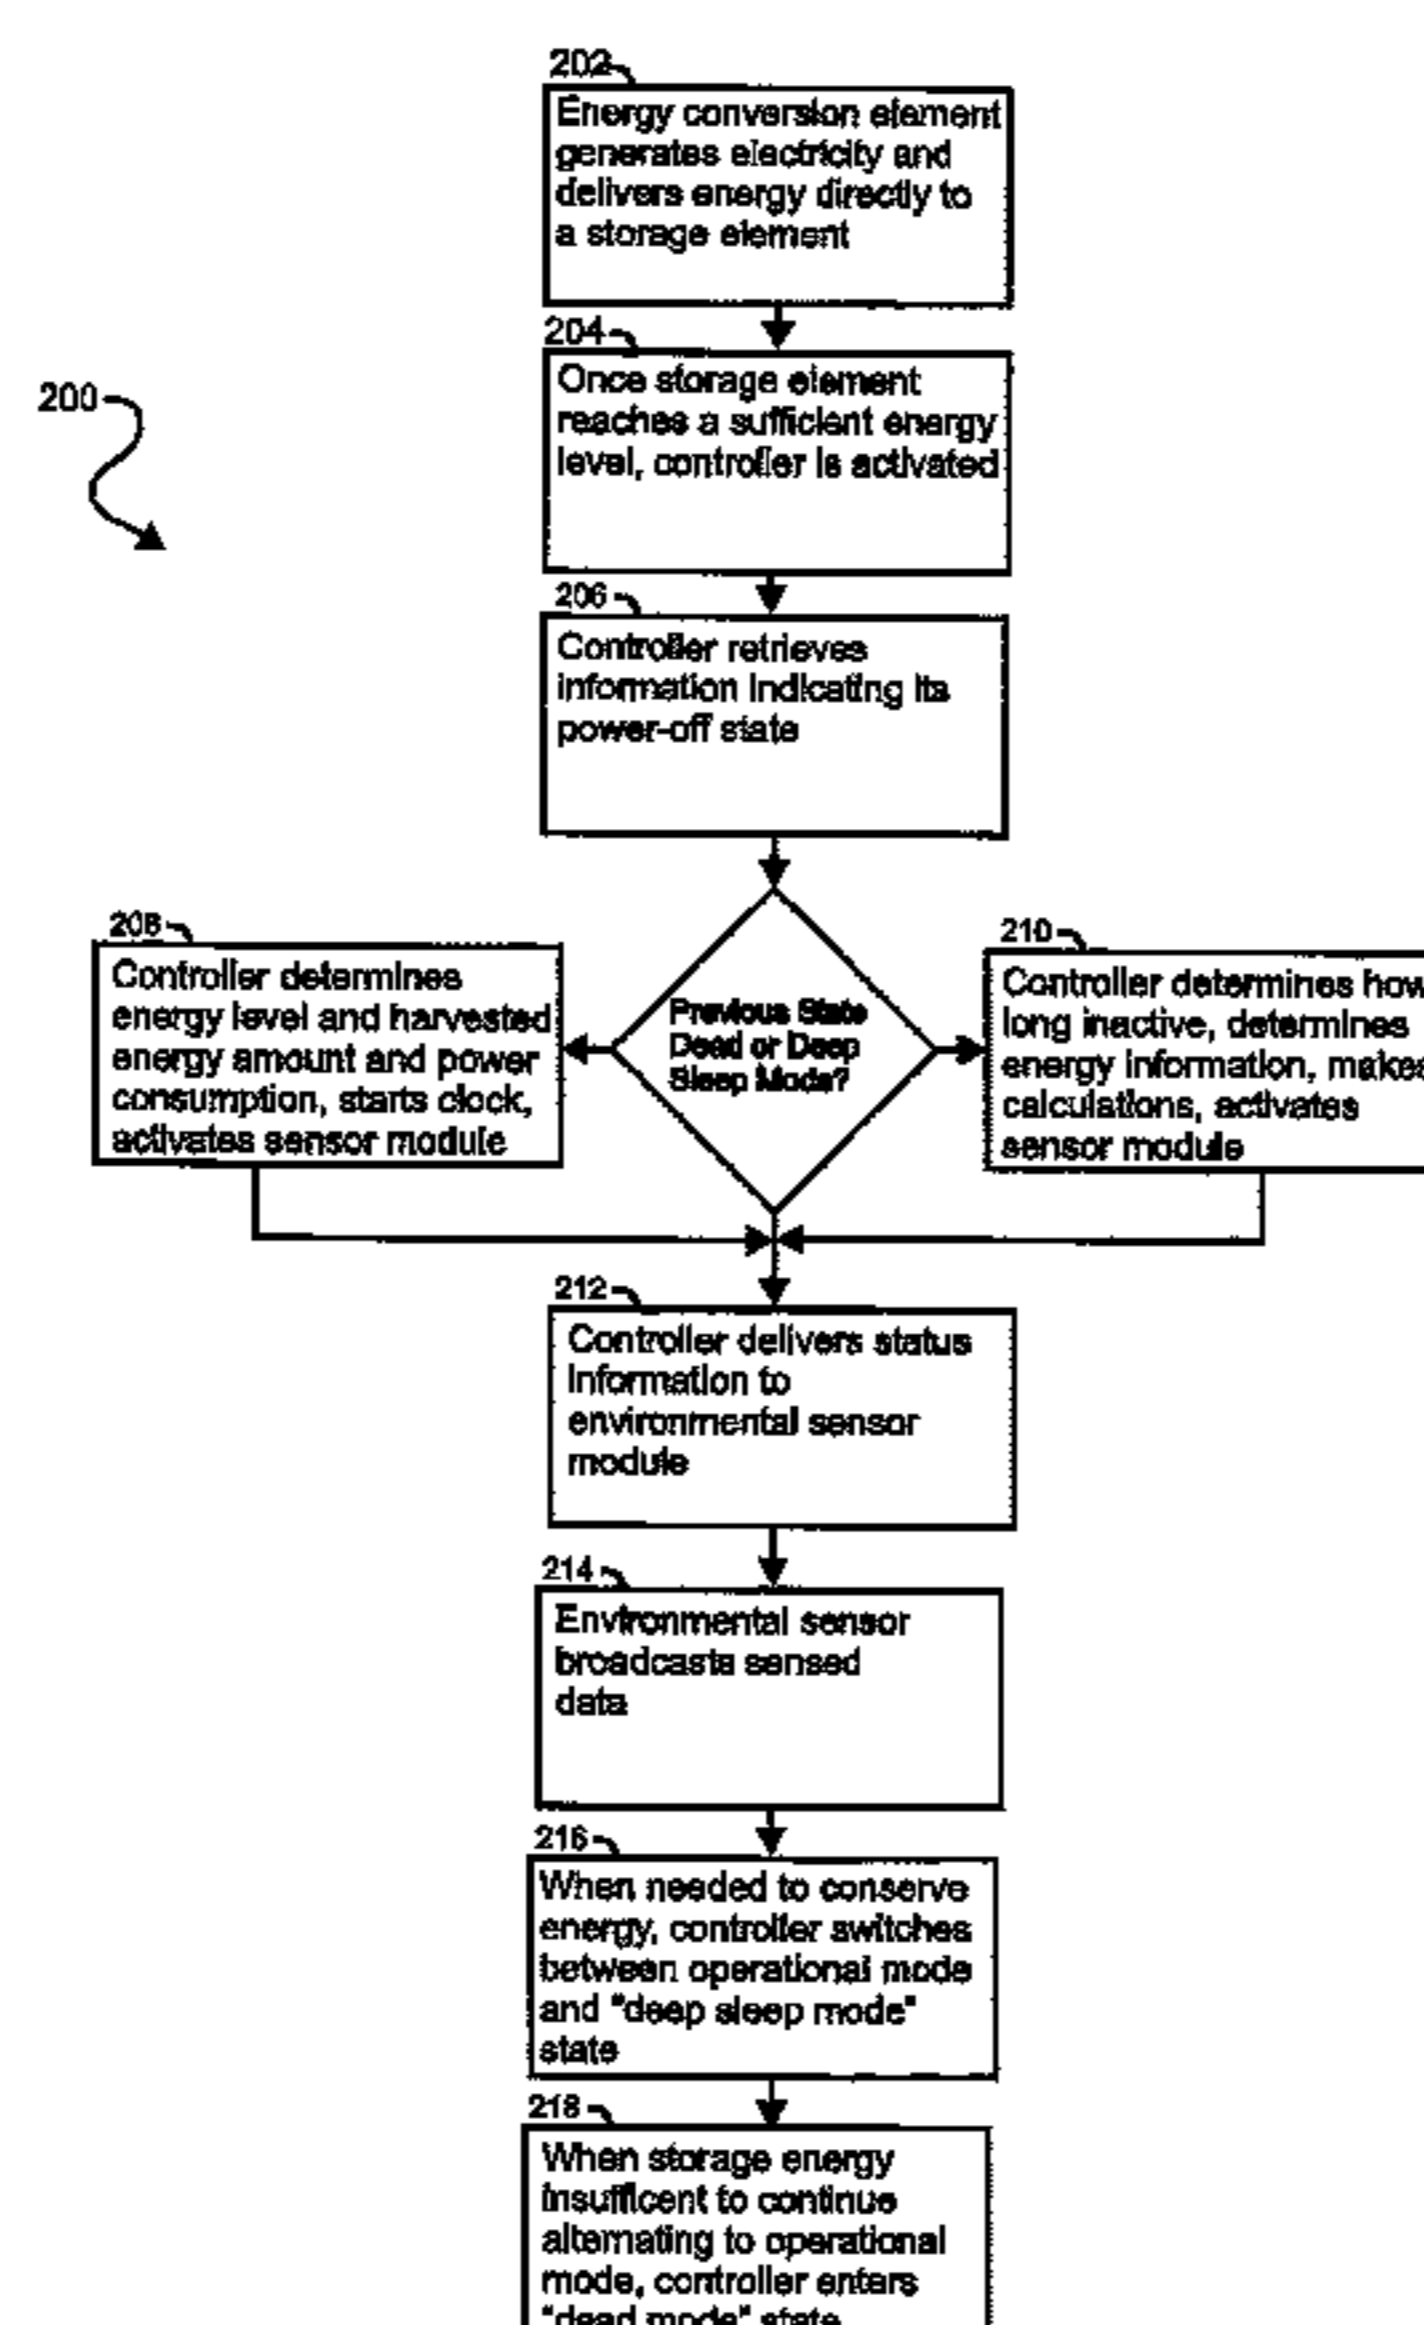 202
Energy conversion element
generates electricity and
delivers energy directly to
a storage element
204
Once storage element
reaches a sufficient energy
level, controller is activated
200
206
Controller retrieves
information indicating its
power-off state
208
Controller determines
energy level and harvested
energy amount and power
consumption, starts clock,
activates sensor module
Previous State
Dead or Deep
Sleep Mode?
210
Controller determines how
long inactive, determines
energy information, makes
calculations, activates
sensor module
212
Controller delivers status
information to
environmental sensor
module
214
Environmental sensor
broadcasts sensed
data
216
When needed to conserve
energy, controller switches
between operational mode
and "deep sleep mode"
state
218
When storage energy
insufficent to continue
alternating to operational
mode, controller enters
"dead mode" state